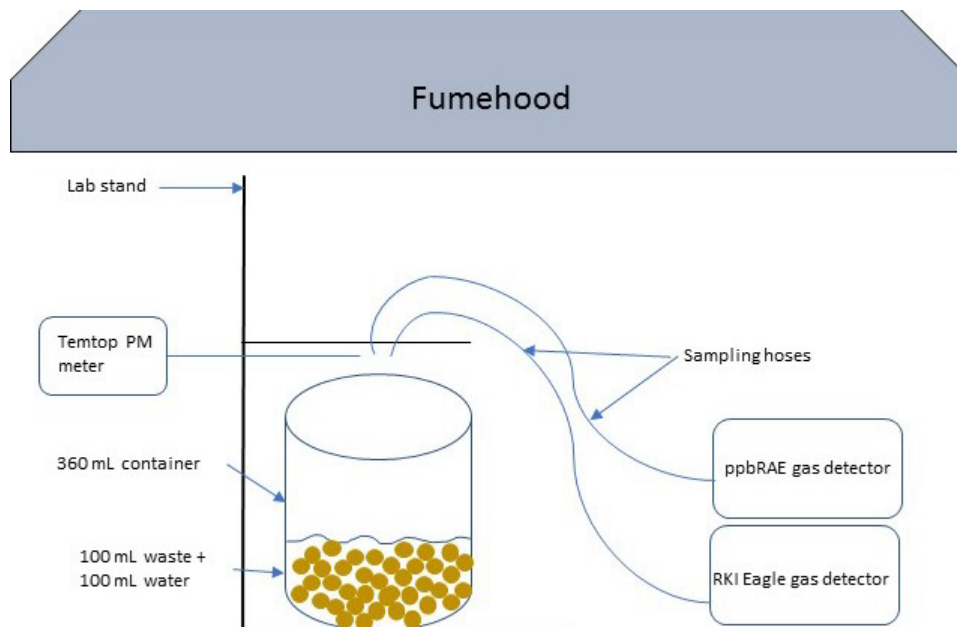 Fumehood
Lab stand
Temtop PM
meter
Sampling hoses
360 mL container
ppbRAE gas detector
100 mL waste +
100 mL water
RKI Eagle gas detector